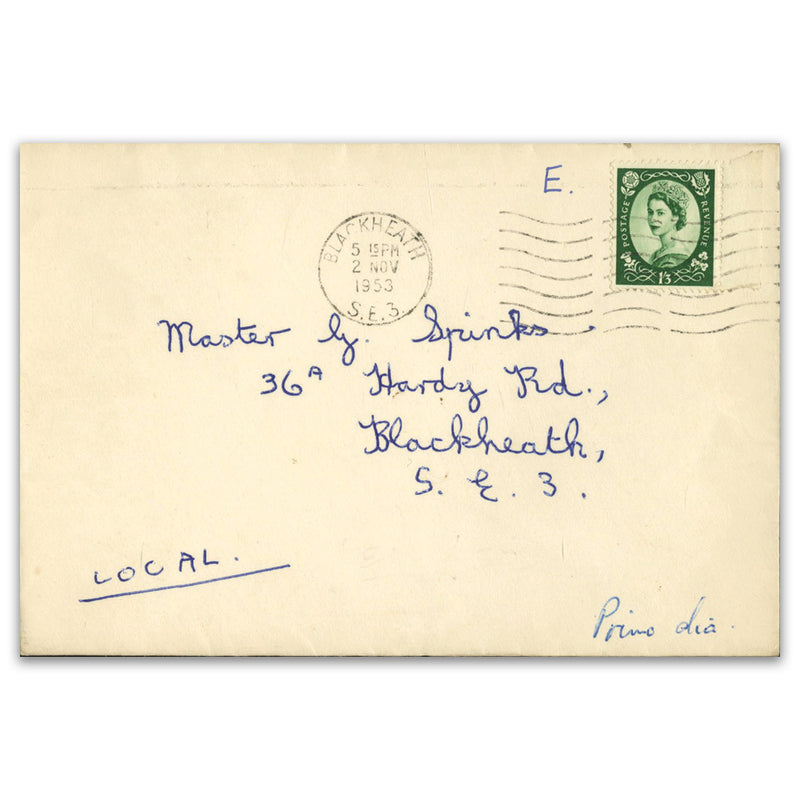 E.
POSTAGE REVENUE
1'3
BLACKHEATH
5 15 PM
2 NOV
1953
S.E.3.
Master G. Spinks.
36A Hardy Rd.,
Blackheath,
S. E. 3.
LOCAL.
Primo dia.